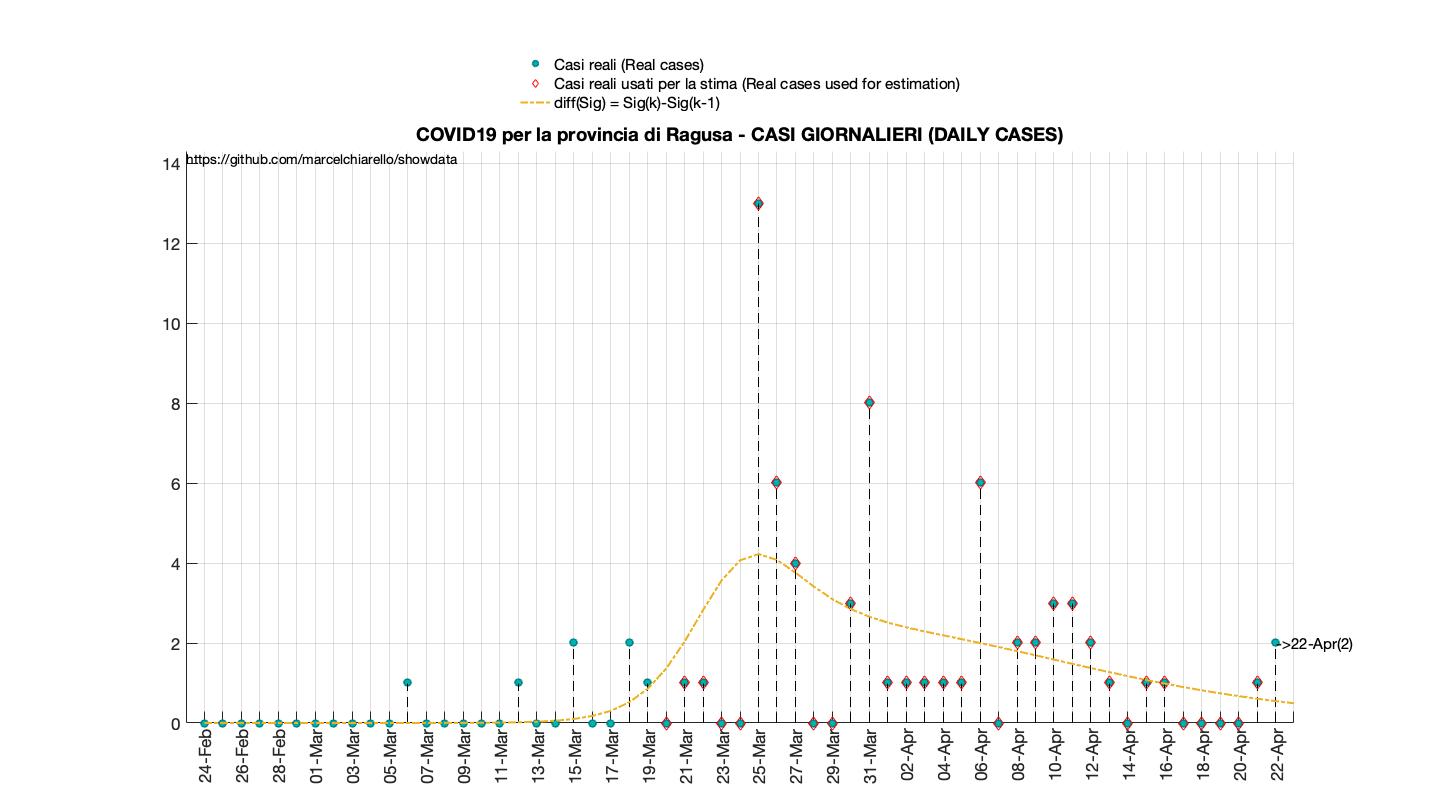 Casi reali (Real cases)
Casi reali usati per la stima (Real cases used for estimation)
diff(Sig) = Sig(k)-Sig(k-1)
COVID19 per la provincia di Ragusa - CASI GIORNALIERI (DAILY CASES)
https://github.com/marcelchiarello/showdata
14
12
10
8
6
4
2
0
->22-Apr(2)
24-Feb
26-Feb
28-Feb
01-Mar
03-Mar
05-Mar
07-Mar
09-Mar
11-Mar
13-Mar
15-Mar
17-Mar
19-Mar
21-Mar
23-Mar
25-Mar
27-Mar
29-Mar
31-Mar
02-Apr
04-Apr
06-Apr
08-Apr
10-Apr
12-Apr
14-Apr
16-Apr
18-Apr
20-Apr
22-Apr